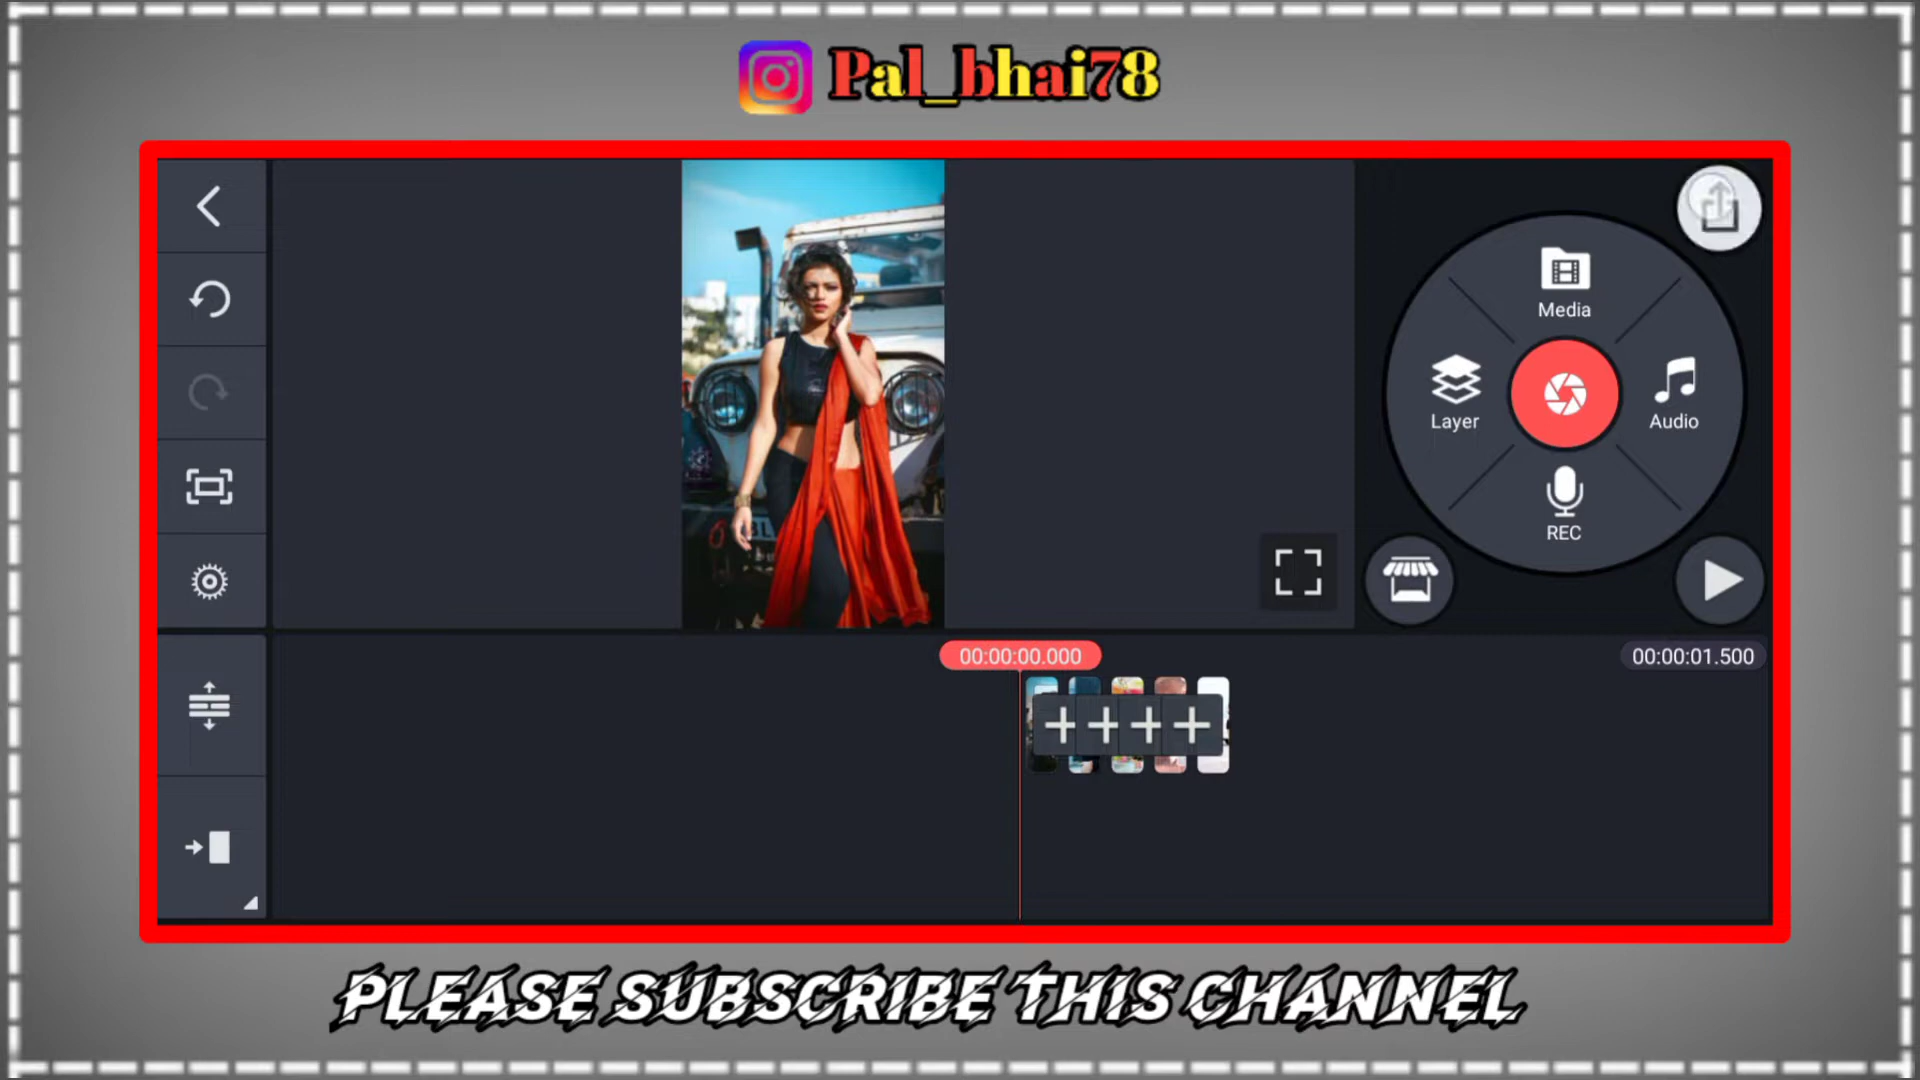 Pal_bhai78
Media
Layer
Audio
REC
00:00:00.000
00:00:01.500
PLEASE SUBSCRIBE THIS CHANNEL